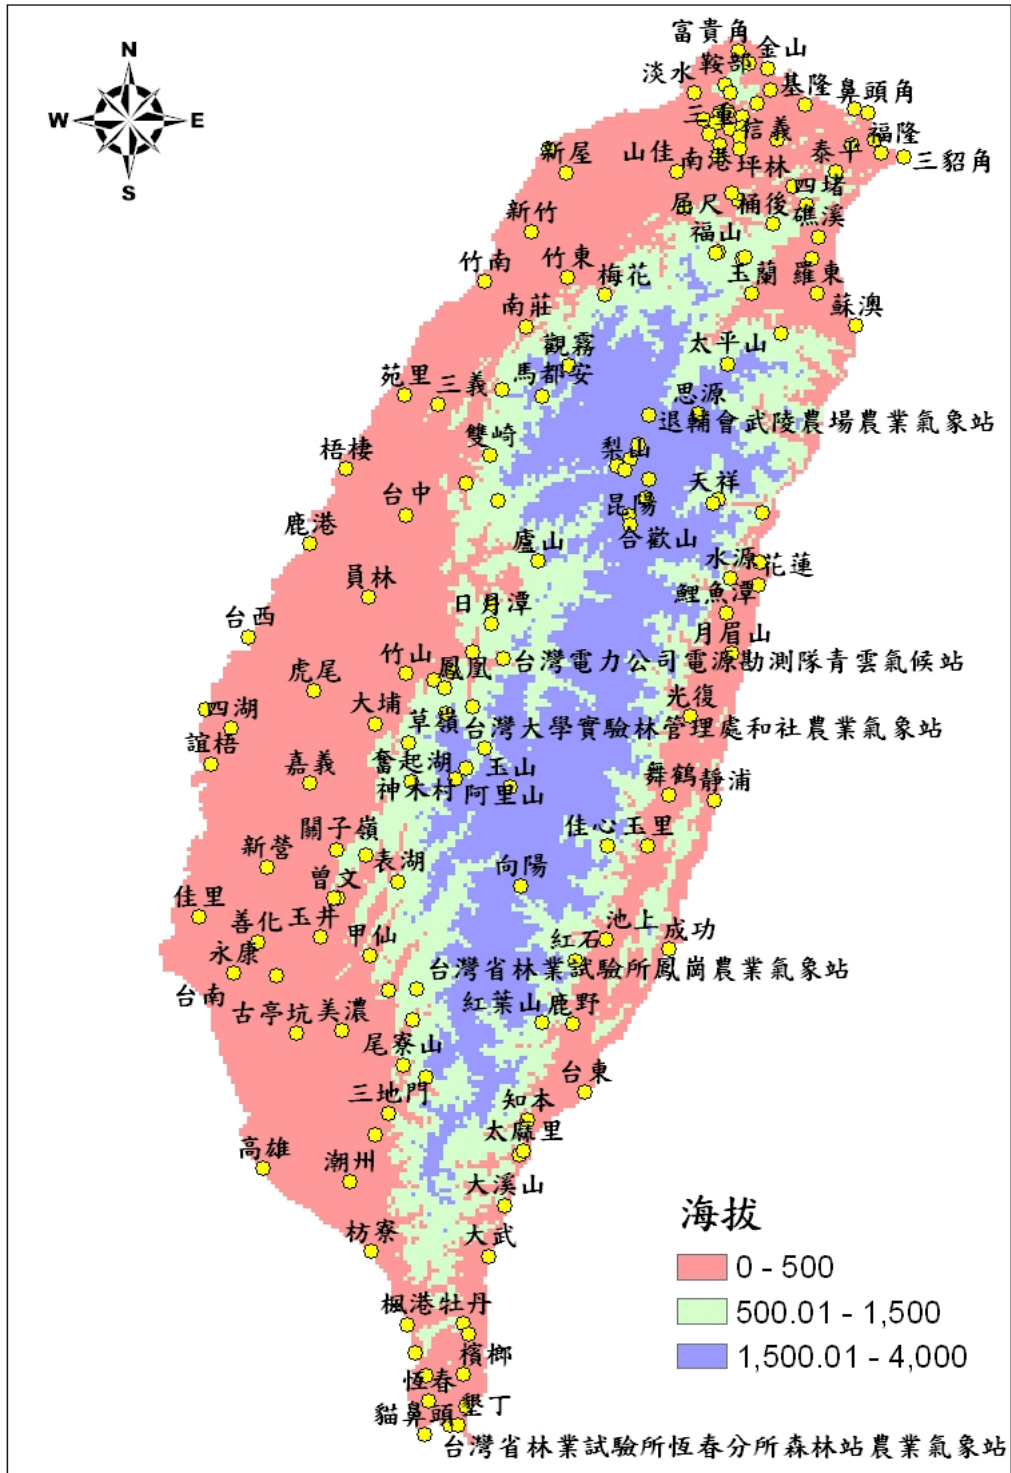 富貴角
金山
N
鞍部
淡水
基隆
鼻頭角
三重
信義
W
E
福隆
新屋
山佳
南港
坪林
泰平
三貂角
S
四堵
屈尺
桶後
礁溪
新竹
福山
竹南
竹東
梅花
玉蘭
羅東
南莊
蘇澳
觀霧
太平山
苑里
三義
馬都安
思源
退輔會武陵農場農業氣象站
雙崎
梧棲
梨山
天祥
台中
昆陽
鹿港
合歡山
廬山
水源
花蓮
員林
鯉魚潭
日月潭
台西
月眉山
竹山
鳳凰
台灣電力公司電源勘測隊青雲氣候站
虎尾
光復
四湖
大埔
草嶺
台灣大學實驗林管理處和社農業氣象站
誼梧
嘉義
奮起湖
玉山
舞鶴
靜浦
神木村
阿里山
關子嶺
佳心
玉里
新營
表湖
向陽
曾文
佳里
善化
玉井
甲仙
池上
成功
紅石
永康
台灣省林業試驗所鳳崗農業氣象站
台南
古亭坑
美濃
紅葉山
鹿野
尾寮山
台東
三地門
知本
太麻里
高雄
潮州
大溪山
海拔
枋寮
大武
0 - 500
500.01 - 1,500
楓港
牡丹
1,500.01 - 4,000
檳榔
恆春
貓鼻頭
墾丁
台灣省林業試驗所恆春分所森林站農業氣象站